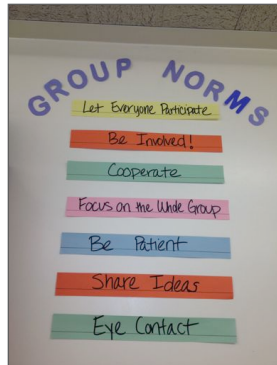 GROUP NORMS
Let Everyone Participate
Be Involved!
Cooperate
Focus on the Whole Group
Be Patient
Share Ideas
Eye Contact